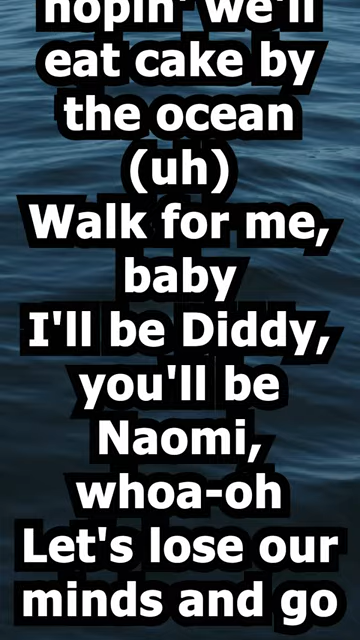 hopin' we'll
eat cake by
the ocean
(uh)
Walk for me,
baby
I'll be Diddy,
you'll be
Naomi,
whoa-oh
Let's lose our
minds and go